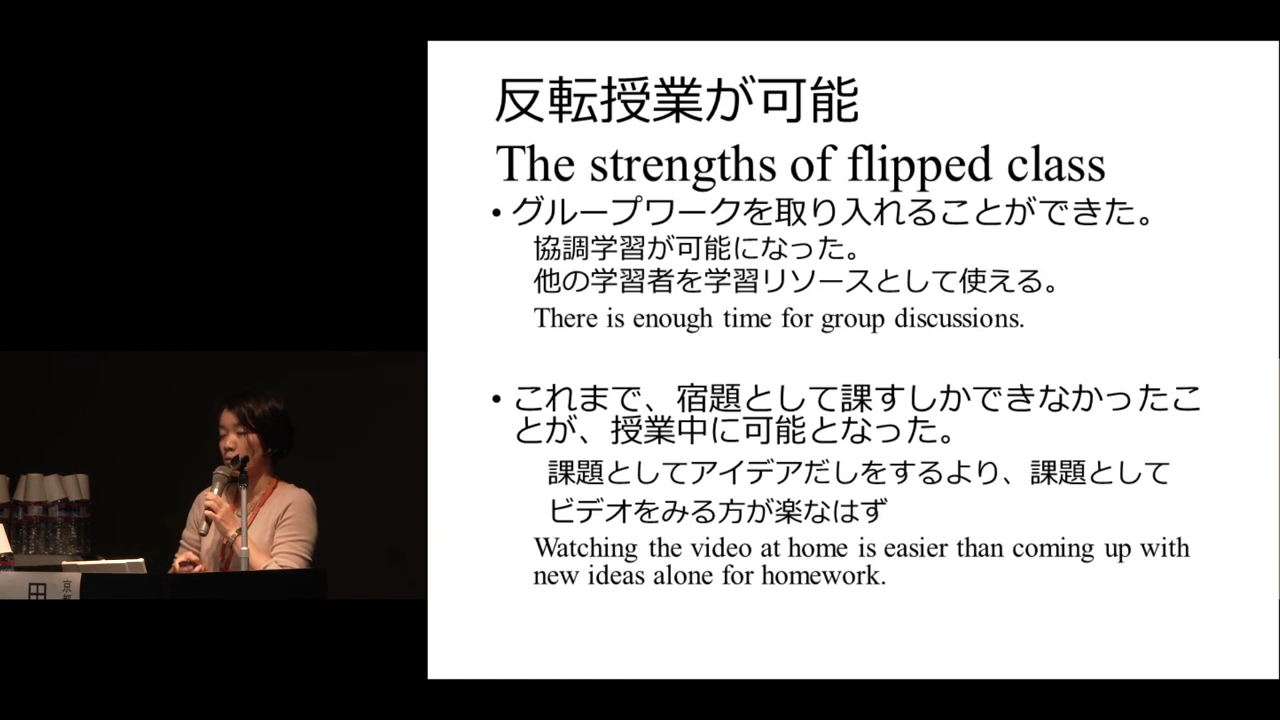 反転授業が可能
The strengths of flipped class
• グループワークを取り入れることができた。
協調学習が可能になった。
他の学習者を学習リソースとして使える。
There is enough time for group discussions.
• これまで、宿題として課すしかできなかったこ
とが、授業中に可能となった。
課題としてアイデアだしをするより、課題として
ビデオをみる方が楽なはず
Watching the video at home is easier than coming up with
new ideas alone for homework.
田
京都